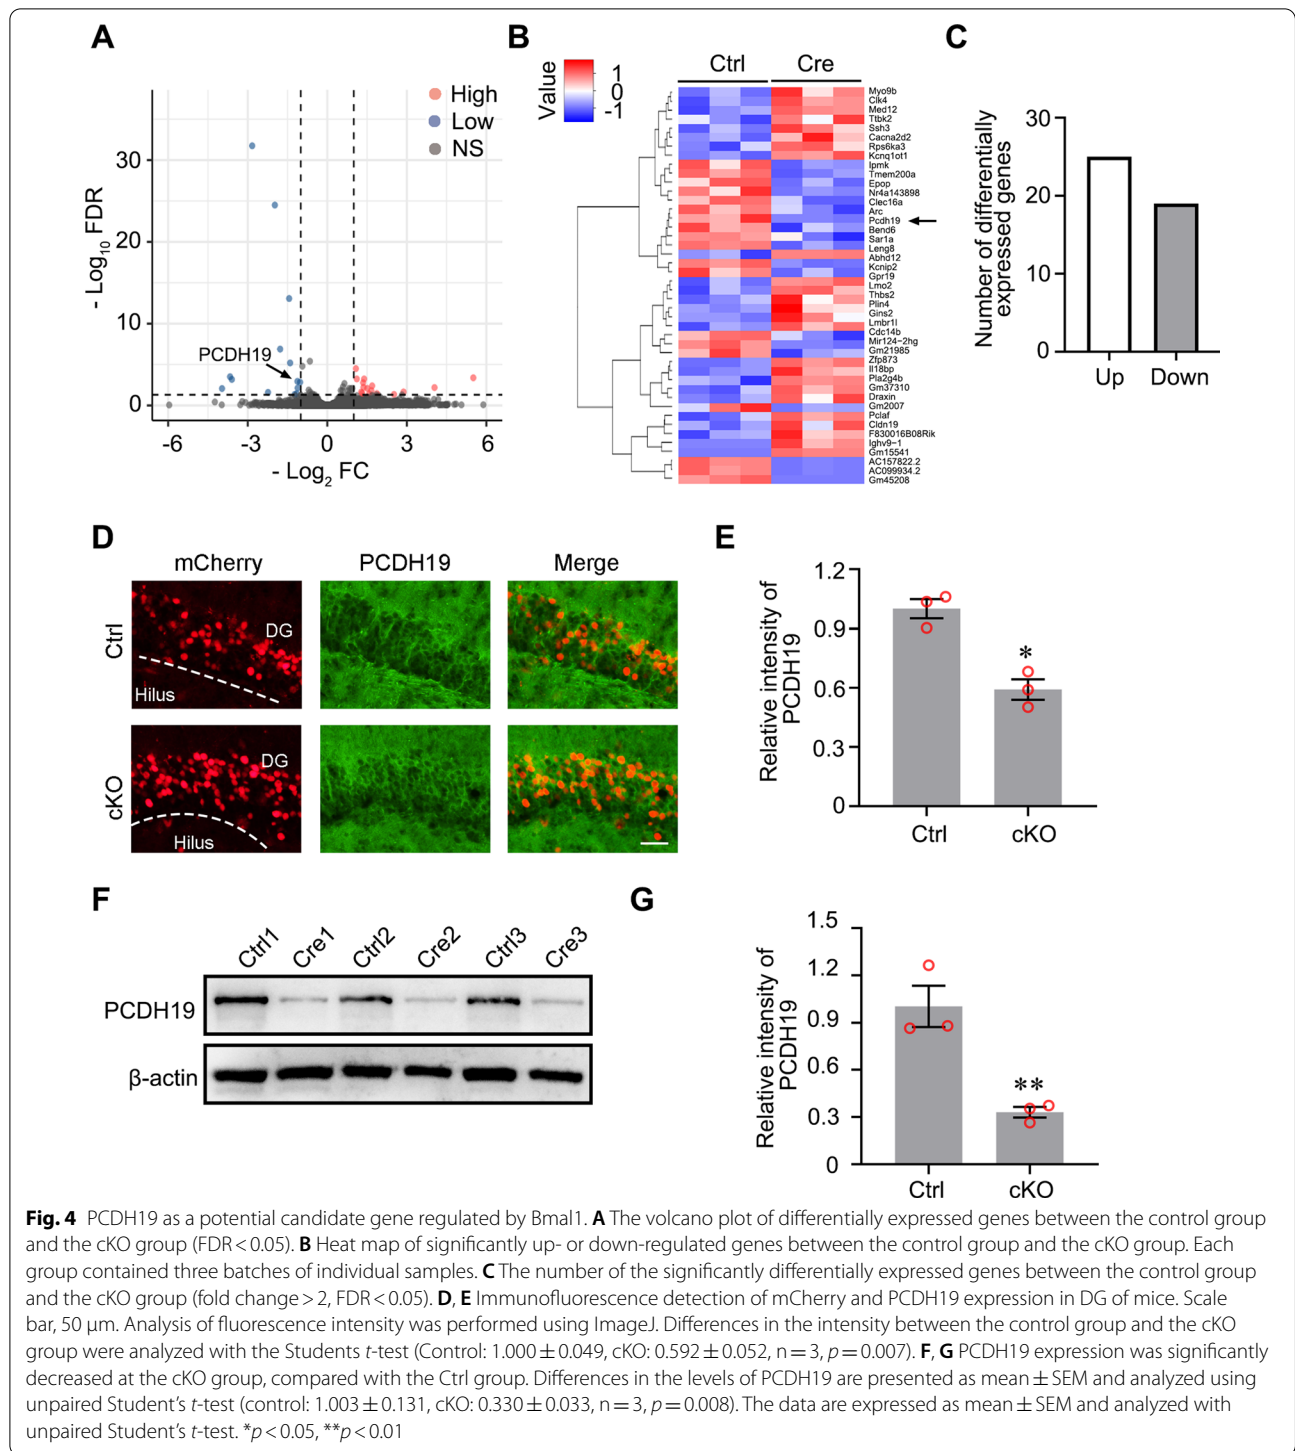 A
High
Low
NS
30
20
10
0
PCDH19
- Log10 FDR
-6
-3
0
3
6
- Log2 FC
B
Value
1
0
-1
Ctrl
Cre
Myo9b
Clk4
Med12
Ttbk2
Ssh3
Cacna2d2
Rps6ka3
Kcnq1ot1
Ipmk
Tmem200a
Epop
Nr4a143898
Clec16a
Arc
Pcdh19
Bend6
Sar1a
Leng8
Abhd12
Kcnip2
Gpr19
Lmo2
Thbs2
Plin4
Gins2
Lmbr1l
Cdc14b
Mir124-2hg
Gm21985
Zfp873
Il18bp
Pla2g4b
Gm37310
Draxin
Gm2007
Pclaf
Cldn19
F830016B08Rik
Ighv9-1
Gm15541
AC157822.2
AC099934.2
Gm45208
C
Number of differentially
expressed genes
30
20
10
0
Up
Down
D
mCherry
PCDH19
Merge
Ctrl
DG
Hilus
cKO
DG
Hilus
E
Relative intensity of
PCDH19
1.2
0.9
0.6
0.3
0
*
Ctrl
cKO
F
Ctrl1
Cre1
Ctrl2
Cre2
Ctrl3
Cre3
PCDH19
β-actin
G
Relative intensity of
PCDH19
1.5
1.2
0.9
0.6
0.3
0
**
Ctrl
cKO
Fig. 4 PCDH19 as a potential candidate gene regulated by Bmal1. A The volcano plot of differentially expressed genes between the control group
and the cKO group (FDR < 0.05). B Heat map of significantly up- or down-regulated genes between the control group and the cKO group. Each
group contained three batches of individual samples. C The number of the significantly differentially expressed genes between the control group
and the cKO group (fold change > 2, FDR < 0.05). D, E Immunofluorescence detection of mCherry and PCDH19 expression in DG of mice. Scale
bar, 50 μm. Analysis of fluorescence intensity was performed using ImageJ. Differences in the intensity between the control group and the cKO
group were analyzed with the Students t-test (Control: 1.000 ± 0.049, cKO: 0.592 ± 0.052, n = 3, p = 0.007). F, G PCDH19 expression was significantly
decreased at the cKO group, compared with the Ctrl group. Differences in the levels of PCDH19 are presented as mean ± SEM and analyzed using
unpaired Student's t-test (control: 1.003 ± 0.131, cKO: 0.330 ± 0.033, n = 3, p = 0.008). The data are expressed as mean ± SEM and analyzed with
unpaired Student's t-test. *p < 0.05, **p < 0.01